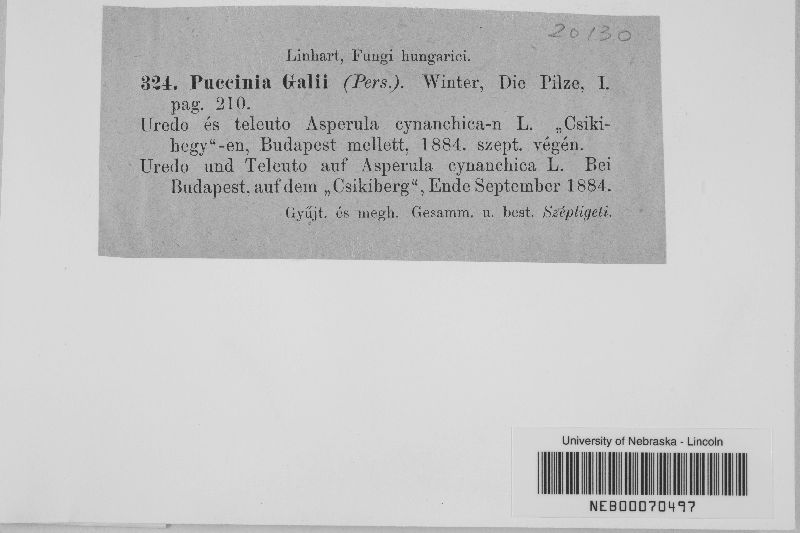 20130
Linhart, Fungi hungarici.
324. Puccinia Galii (Pers.). Winter, Die Pilze, I.
pag. 210.
Uredo és teleuto Asperula cynanchica-n L. „Csiki-
hegy“-en, Budapest mellett, 1884. szept. végén.
Uredo und Teleuto auf Asperula cynanchica L. Bei
Budapest, auf dem „Csikiberg“, Ende September 1884.
Gyűjt. és megh. Gesamm. u. best. Szépligeti.
University of Nebraska - Lincoln
NEB00070497